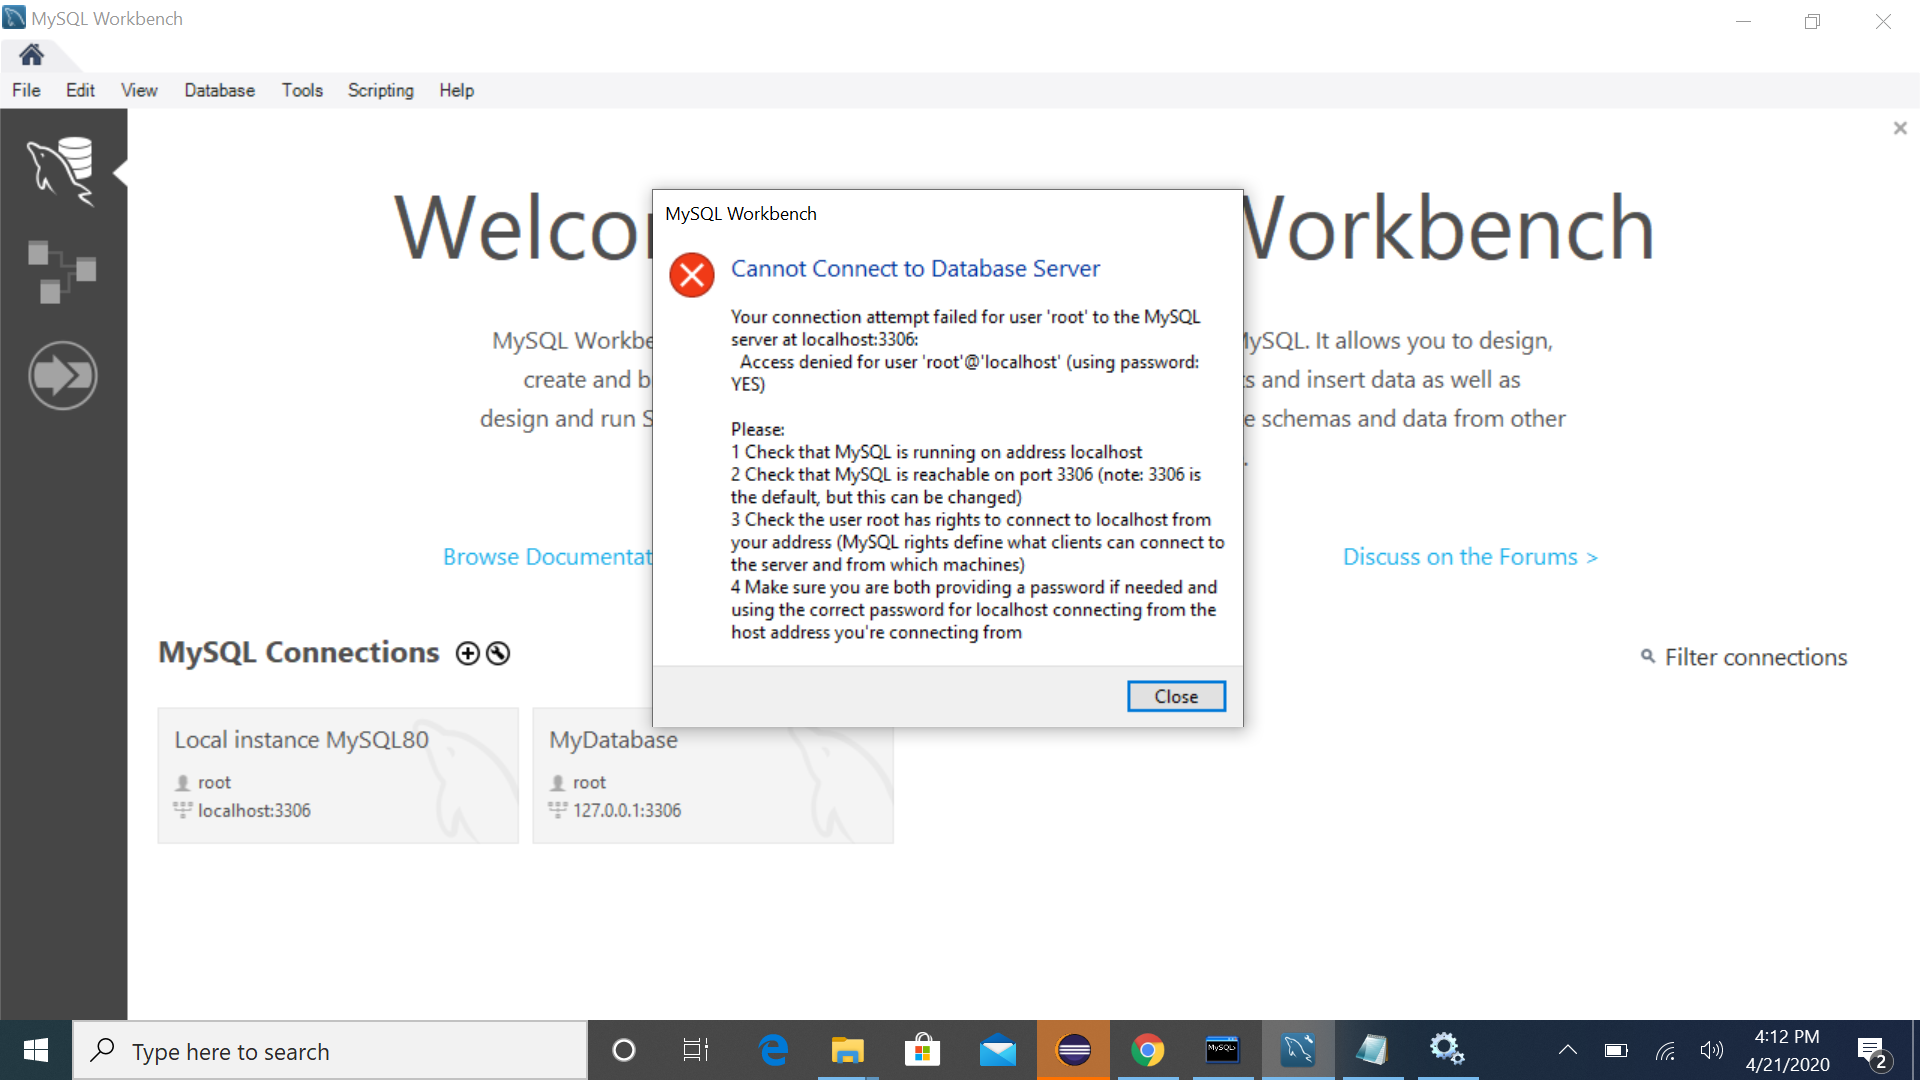 MySQL Workbench
File Edit View Database Tools Scripting Help
Welco
Workbench
MySQL Workbench
Cannot Connect to Database Server
Your connection attempt failed for user 'root' to the MySQL
server at localhost:3306:
Access denied for user 'root'@'localhost' (using password:
YES)
Please:
1 Check that MySQL is running on address localhost
2 Check that MySQL is reachable on port 3306 (note: 3306 is
the default, but this can be changed)
3 Check the user root has rights to connect to localhost from
your address (MySQL rights define what clients can connect to
the server and from which machines)
4 Make sure you are both providing a password if needed and
using the correct password for localhost connecting from the
host address you're connecting from
Close
MySQL Workbe
create and b
design and run S
MySQL. It allows you to design,
ts and insert data as well as
e schemas and data from other
.
Browse Documentat
Discuss on the Forums >
MySQL Connections
Filter connections
Local instance MySQL80
root
localhost:3306
MyDatabase
root
127.0.0.1:3306
Type here to search
MySQL>
4:12 PM
4/21/2020
2